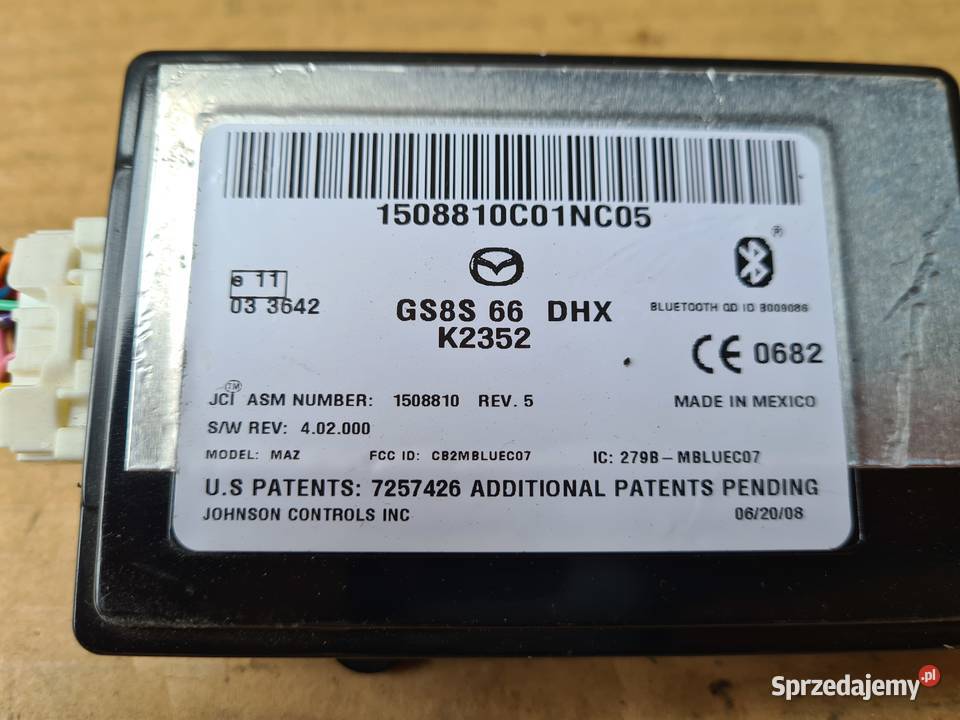 1508810C01NC05
e 11
03 3642
GS8S 66 DHX
K2352
®
BLUETOOTH QD ID B009086
CE 0682
JCI™ ASM NUMBER: 1508810 REV. 5
MADE IN MEXICO
S/W REV: 4.02.000
MODEL: MAZ FCC ID: CB2MBLUEC07 IC: 279B-MBLUEC07
U.S PATENTS: 7257426 ADDITIONAL PATENTS PENDING
JOHNSON CONTROLS INC 06/20/08
Sprzedajemy.pl